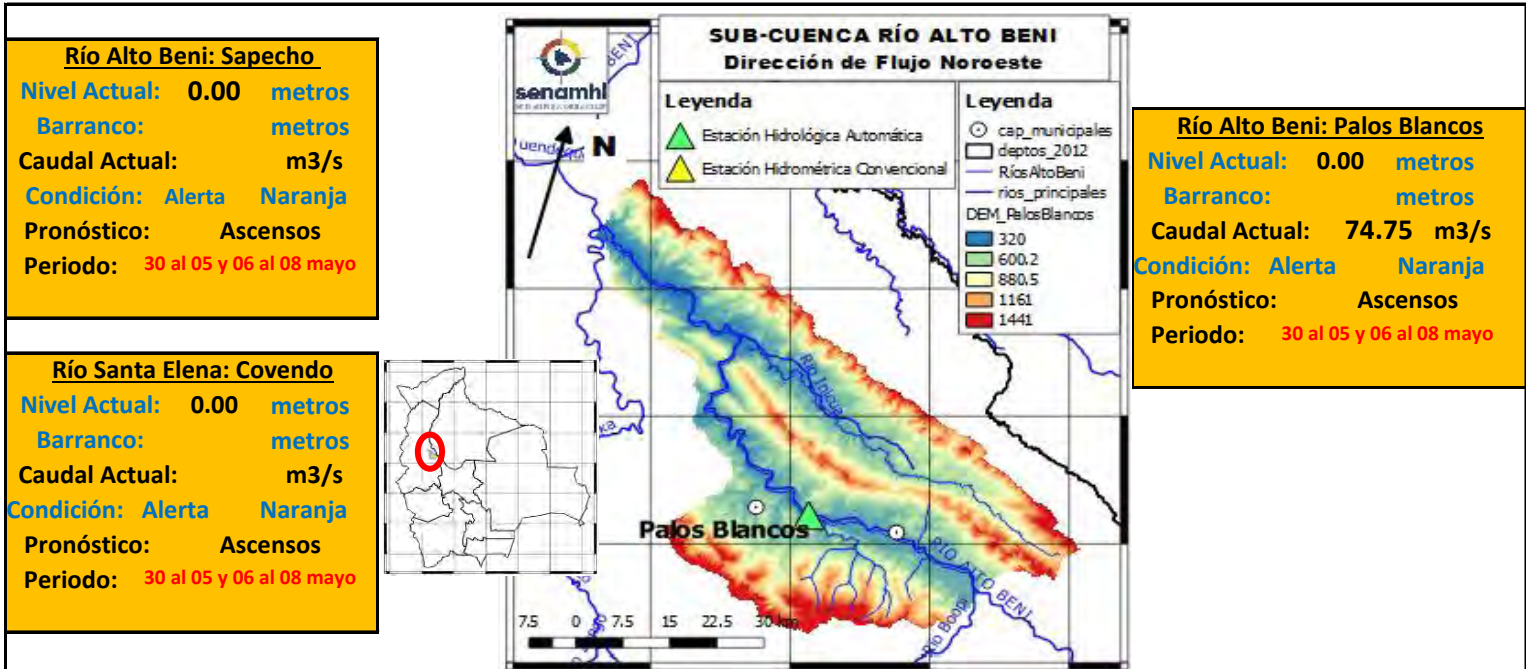 Río Alto Beni: Sapecho
Nivel Actual: 0.00 metros
Barranco: metros
Caudal Actual: m3/s
Condición: Alerta Naranja
Pronóstico: Ascensos
Periodo: 30 al 05 y 06 al 08 mayo
Río Santa Elena: Covendo
Nivel Actual: 0.00 metros
Barranco: metros
Caudal Actual: m3/s
Condición: Alerta Naranja
Pronóstico: Ascensos
Periodo: 30 al 05 y 06 al 08 mayo
senamhi
SUB-CUENCA RÍO ALTO BENI
Dirección de Flujo Noroeste
BENI
N
Leyenda
Estación Hidrológica Automática
Estación Hidrométrica Convencional
Leyenda
cap_municipales
deptos_2012
RíosAltoBeni
rios_principales
DEM_PalosBlancos
320
600.2
880.5
1161
1441
Palos Blancos
RÍO ALTO BENI
Río Boopi
7.5 0 7.5 15 22.5 30 km
Río Alto Beni: Palos Blancos
Nivel Actual: 0.00 metros
Barranco: metros
Caudal Actual: 74.75 m3/s
Condición: Alerta Naranja
Pronóstico: Ascensos
Periodo: 30 al 05 y 06 al 08 mayo